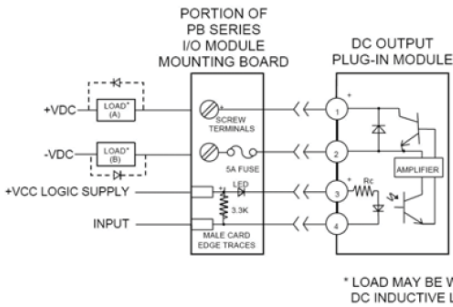 PORTION OF
PB SERIES
I/O MODULE
MOUNTING BOARD
DC OUTPUT
PLUG-IN MODULE
+VDC
LOAD*
(A)
+
SCREW
TERMINALS
1
+
-VDC
LOAD*
(B)
5A FUSE
2
AMPLIFIER
+VCC LOGIC SUPPLY
LED
3
+
Rc
3.3K
INPUT
4
MALE CARD
EDGE TRACES
* LOAD MAY BE
DC INDUCTIVE